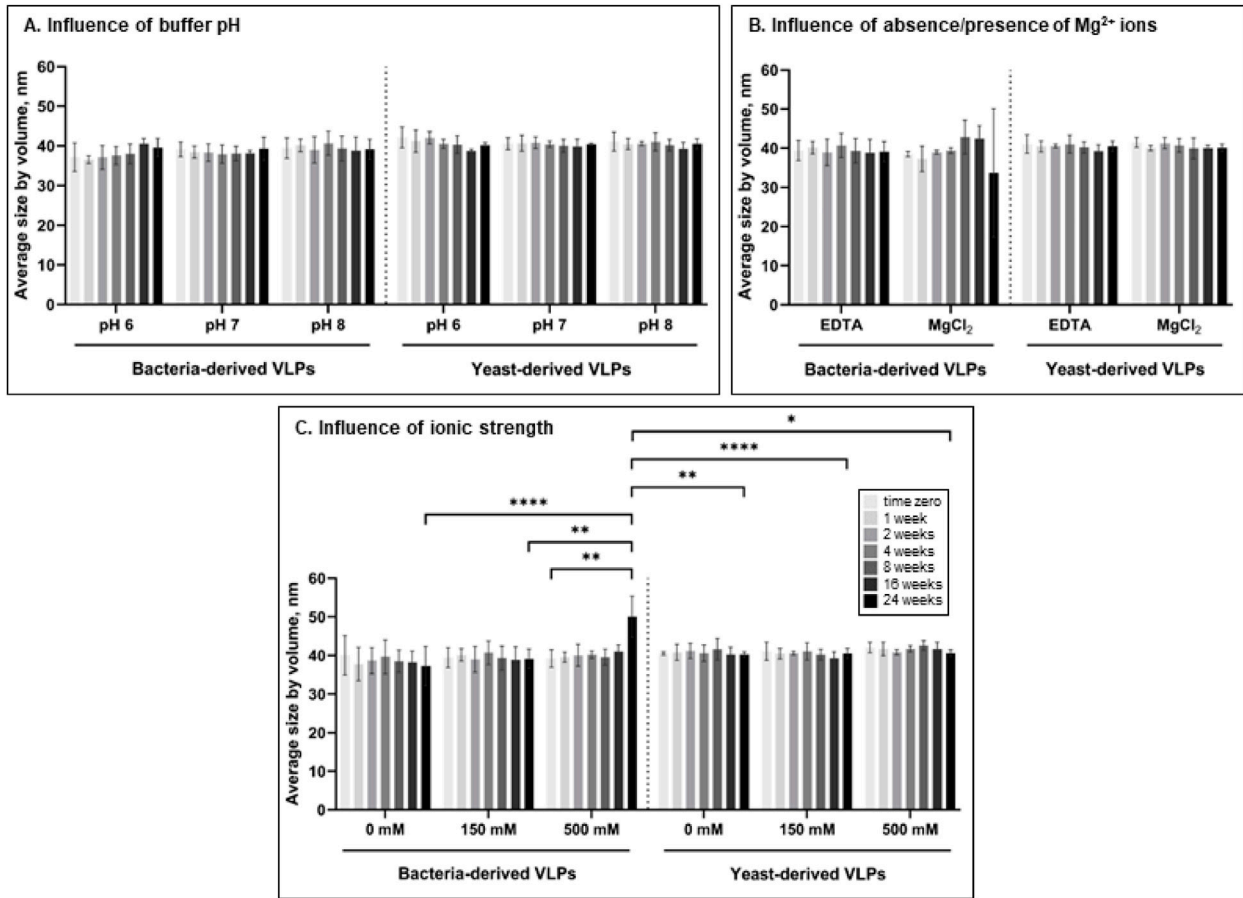 A. Influence of buffer pH
Average size by volume, nm
60
50
40
30
20
10
0
pH 6
pH 7
pH 8
pH 6
pH 7
pH 8
Bacteria-derived VLPs
Yeast-derived VLPs
B. Influence of absence/presence of Mg²⁺ ions
Average size by volume, nm
60
50
40
30
20
10
0
EDTA
MgCl₂
EDTA
MgCl₂
Bacteria-derived VLPs
Yeast-derived VLPs
C. Influence of ionic strength
*
****
**
****
**
**
time zero
1 week
2 weeks
4 weeks
8 weeks
16 weeks
24 weeks
Average size by volume, nm
60
50
40
30
20
10
0
0 mM
150 mM
500 mM
0 mM
150 mM
500 mM
Bacteria-derived VLPs
Yeast-derived VLPs